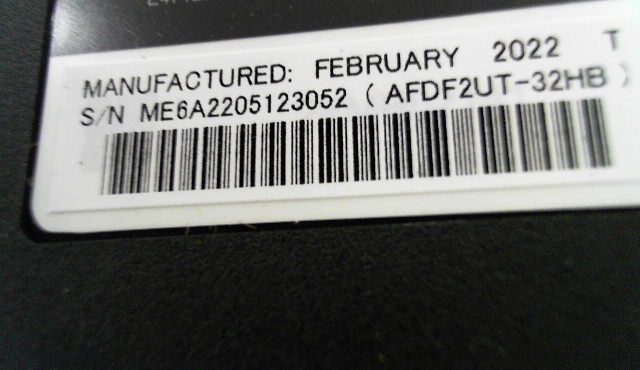 MANUFACTURED: FEBRUARY 2022 T
S/N ME6A2205123052 ( AFDF2UT-32HB )